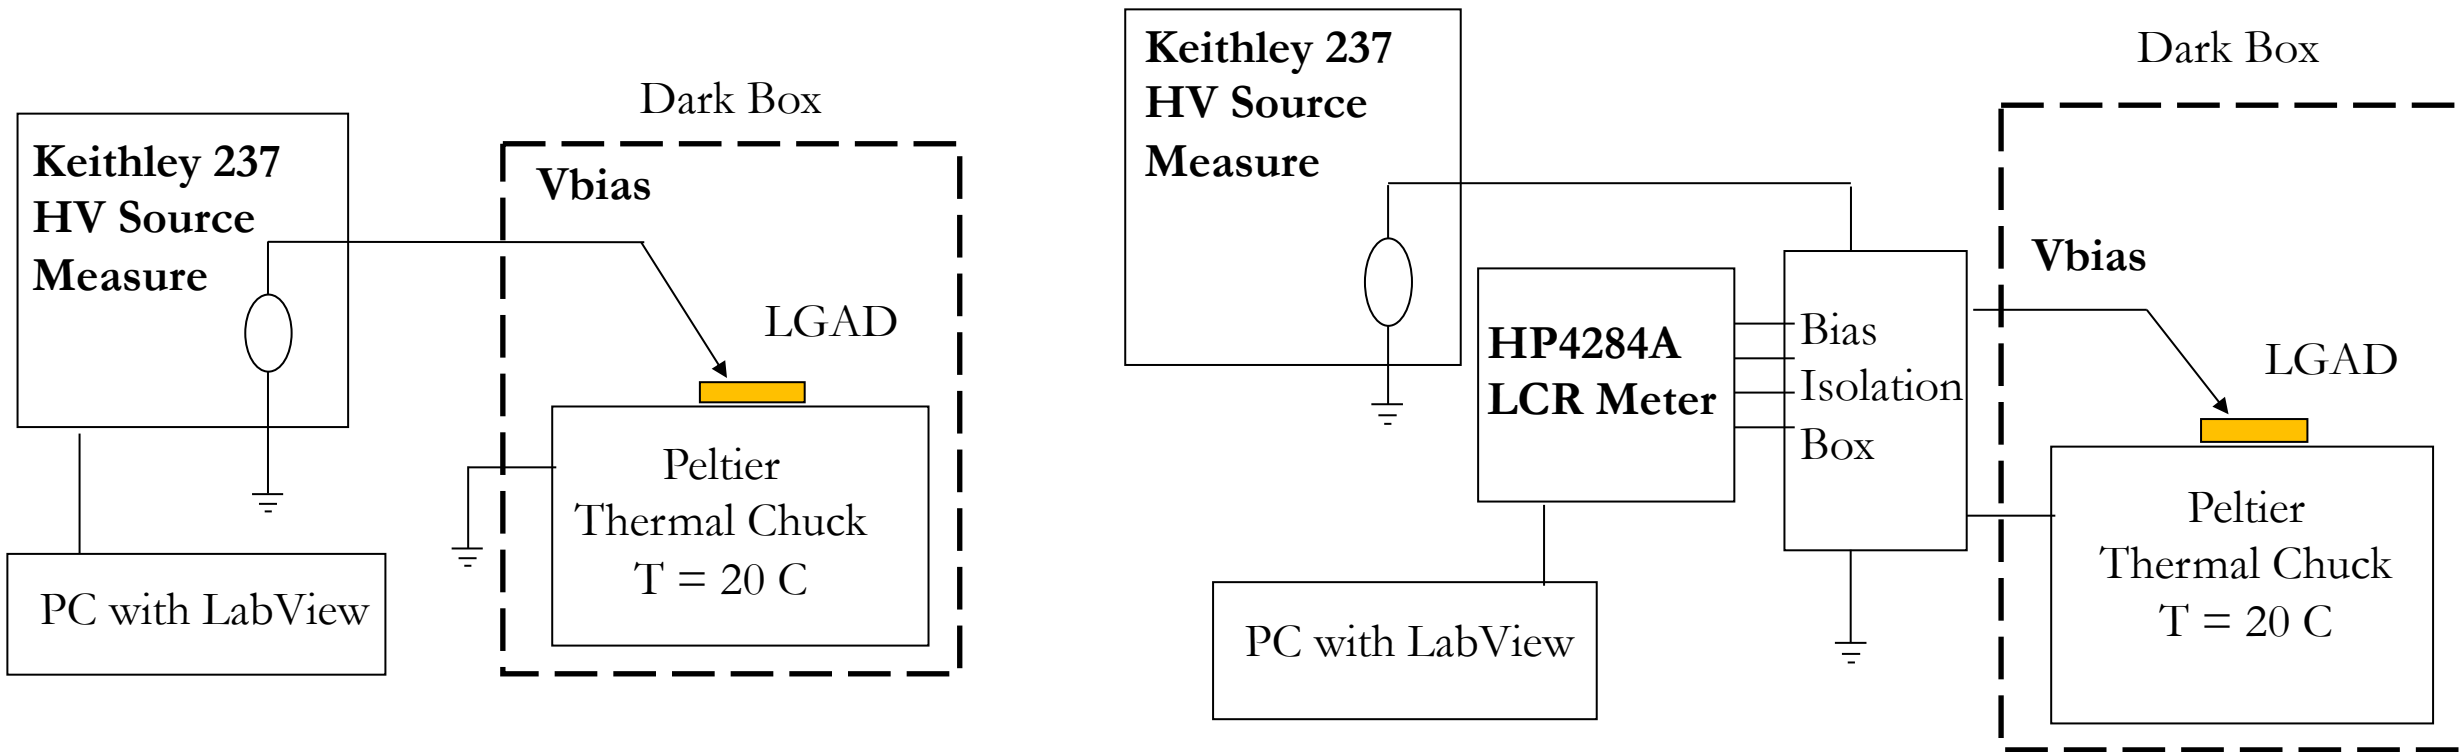 Dark Box
Keithley 237
HV Source
Measure
Vbias
LGAD
Peltier
Thermal Chuck
T = 20 C
PC with LabView
Keithley 237
HV Source
Measure
Dark Box
Vbias
HP4284A
LCR Meter
Bias
Isolation
Box
LGAD
Peltier
Thermal Chuck
T = 20 C
PC with LabView